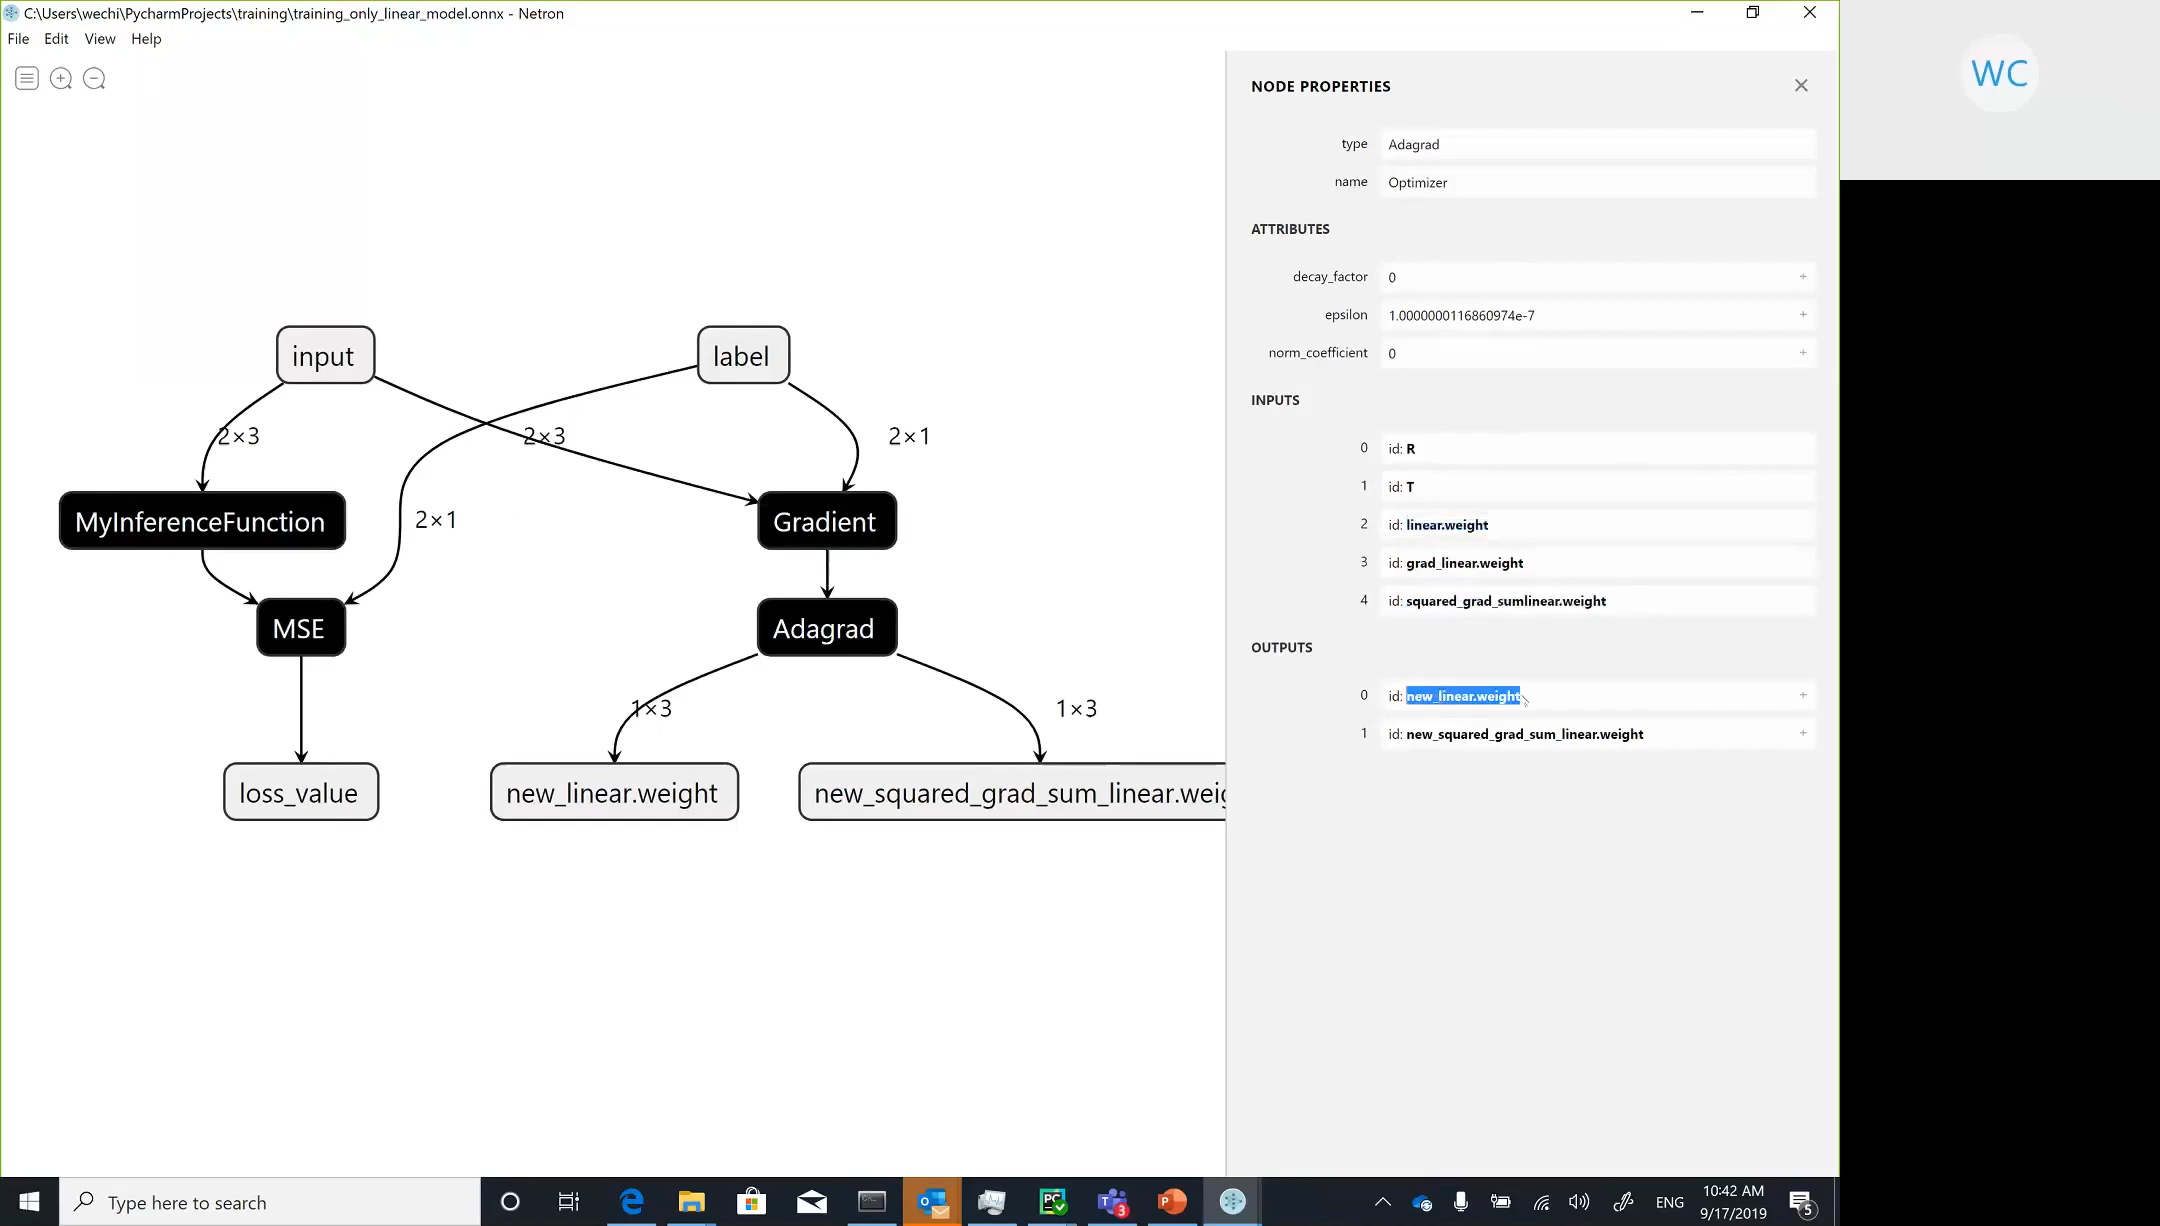 C:\Users\wechi\PycharmProjects\training\training_only_linear_model.onnx - Netron
File Edit View Help
WC
NODE PROPERTIES
type Adagrad
name Optimizer
ATTRIBUTES
decay_factor 0 +
epsilon 1.0000000116860974e-7 +
norm_coefficient 0 +
INPUTS
0 id: R
1 id: T
2 id: linear.weight
3 id: grad_linear.weight
4 id: squared_grad_sumlinear.weight
OUTPUTS
0 id: new_linear.weight +
1 id: new_squared_grad_sum_linear.weight +
input label
2×3 2×3 2×1
MyInferenceFunction 2×1 Gradient
MSE Adagrad
1×3 1×3
loss_value new_linear.weight new_squared_grad_sum_linear.weig
Type here to search
PC
3
P
ENG
10:42 AM
9/17/2019
5